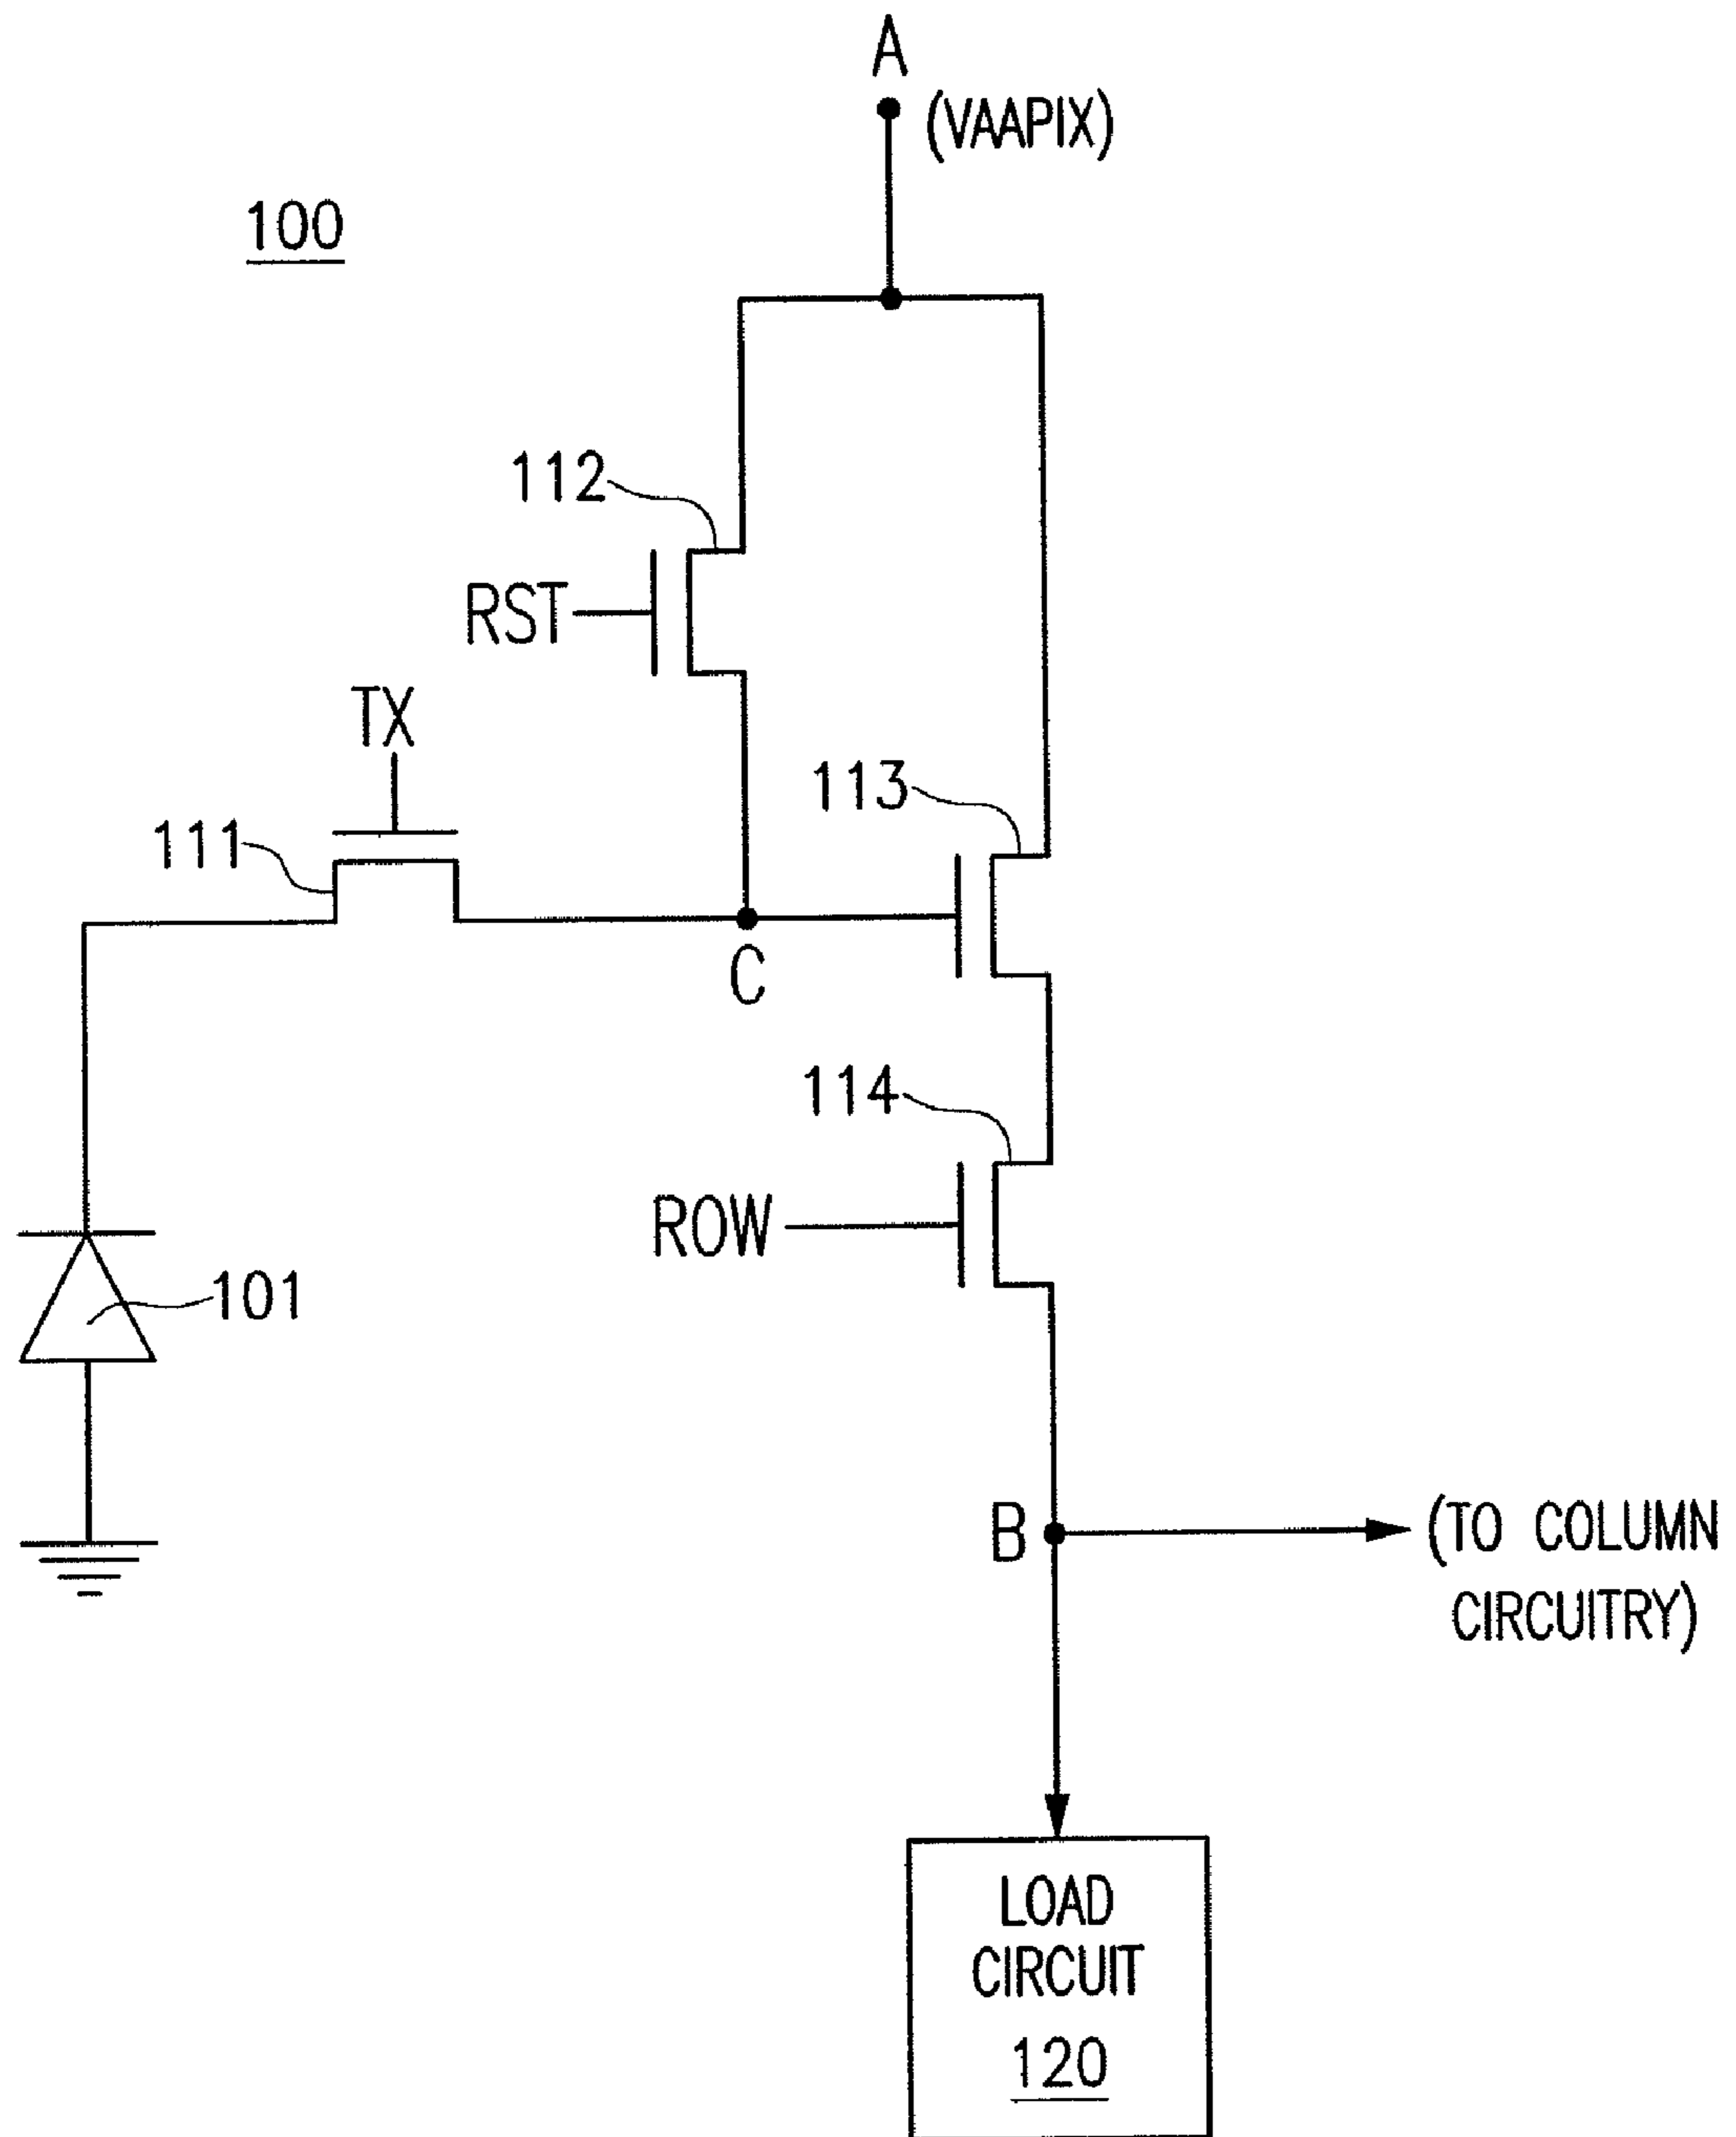 A
(VAAPIX)
100
112
RST
TX
113
111
C
114
ROW
101
B
(TO COLUMN
CIRCUITRY)
LOAD
CIRCUIT
120